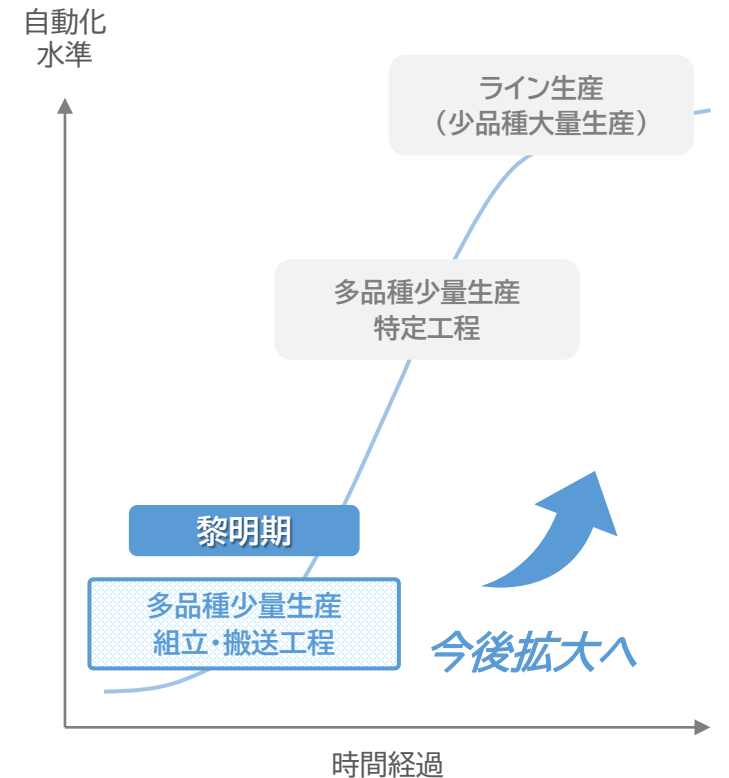 自動化
水準
ライン生産
（少品種大量生産）
多品種少量生産
特定工程
黎明期
多品種少量生産
組立・搬送工程
今後拡大へ
時間経過